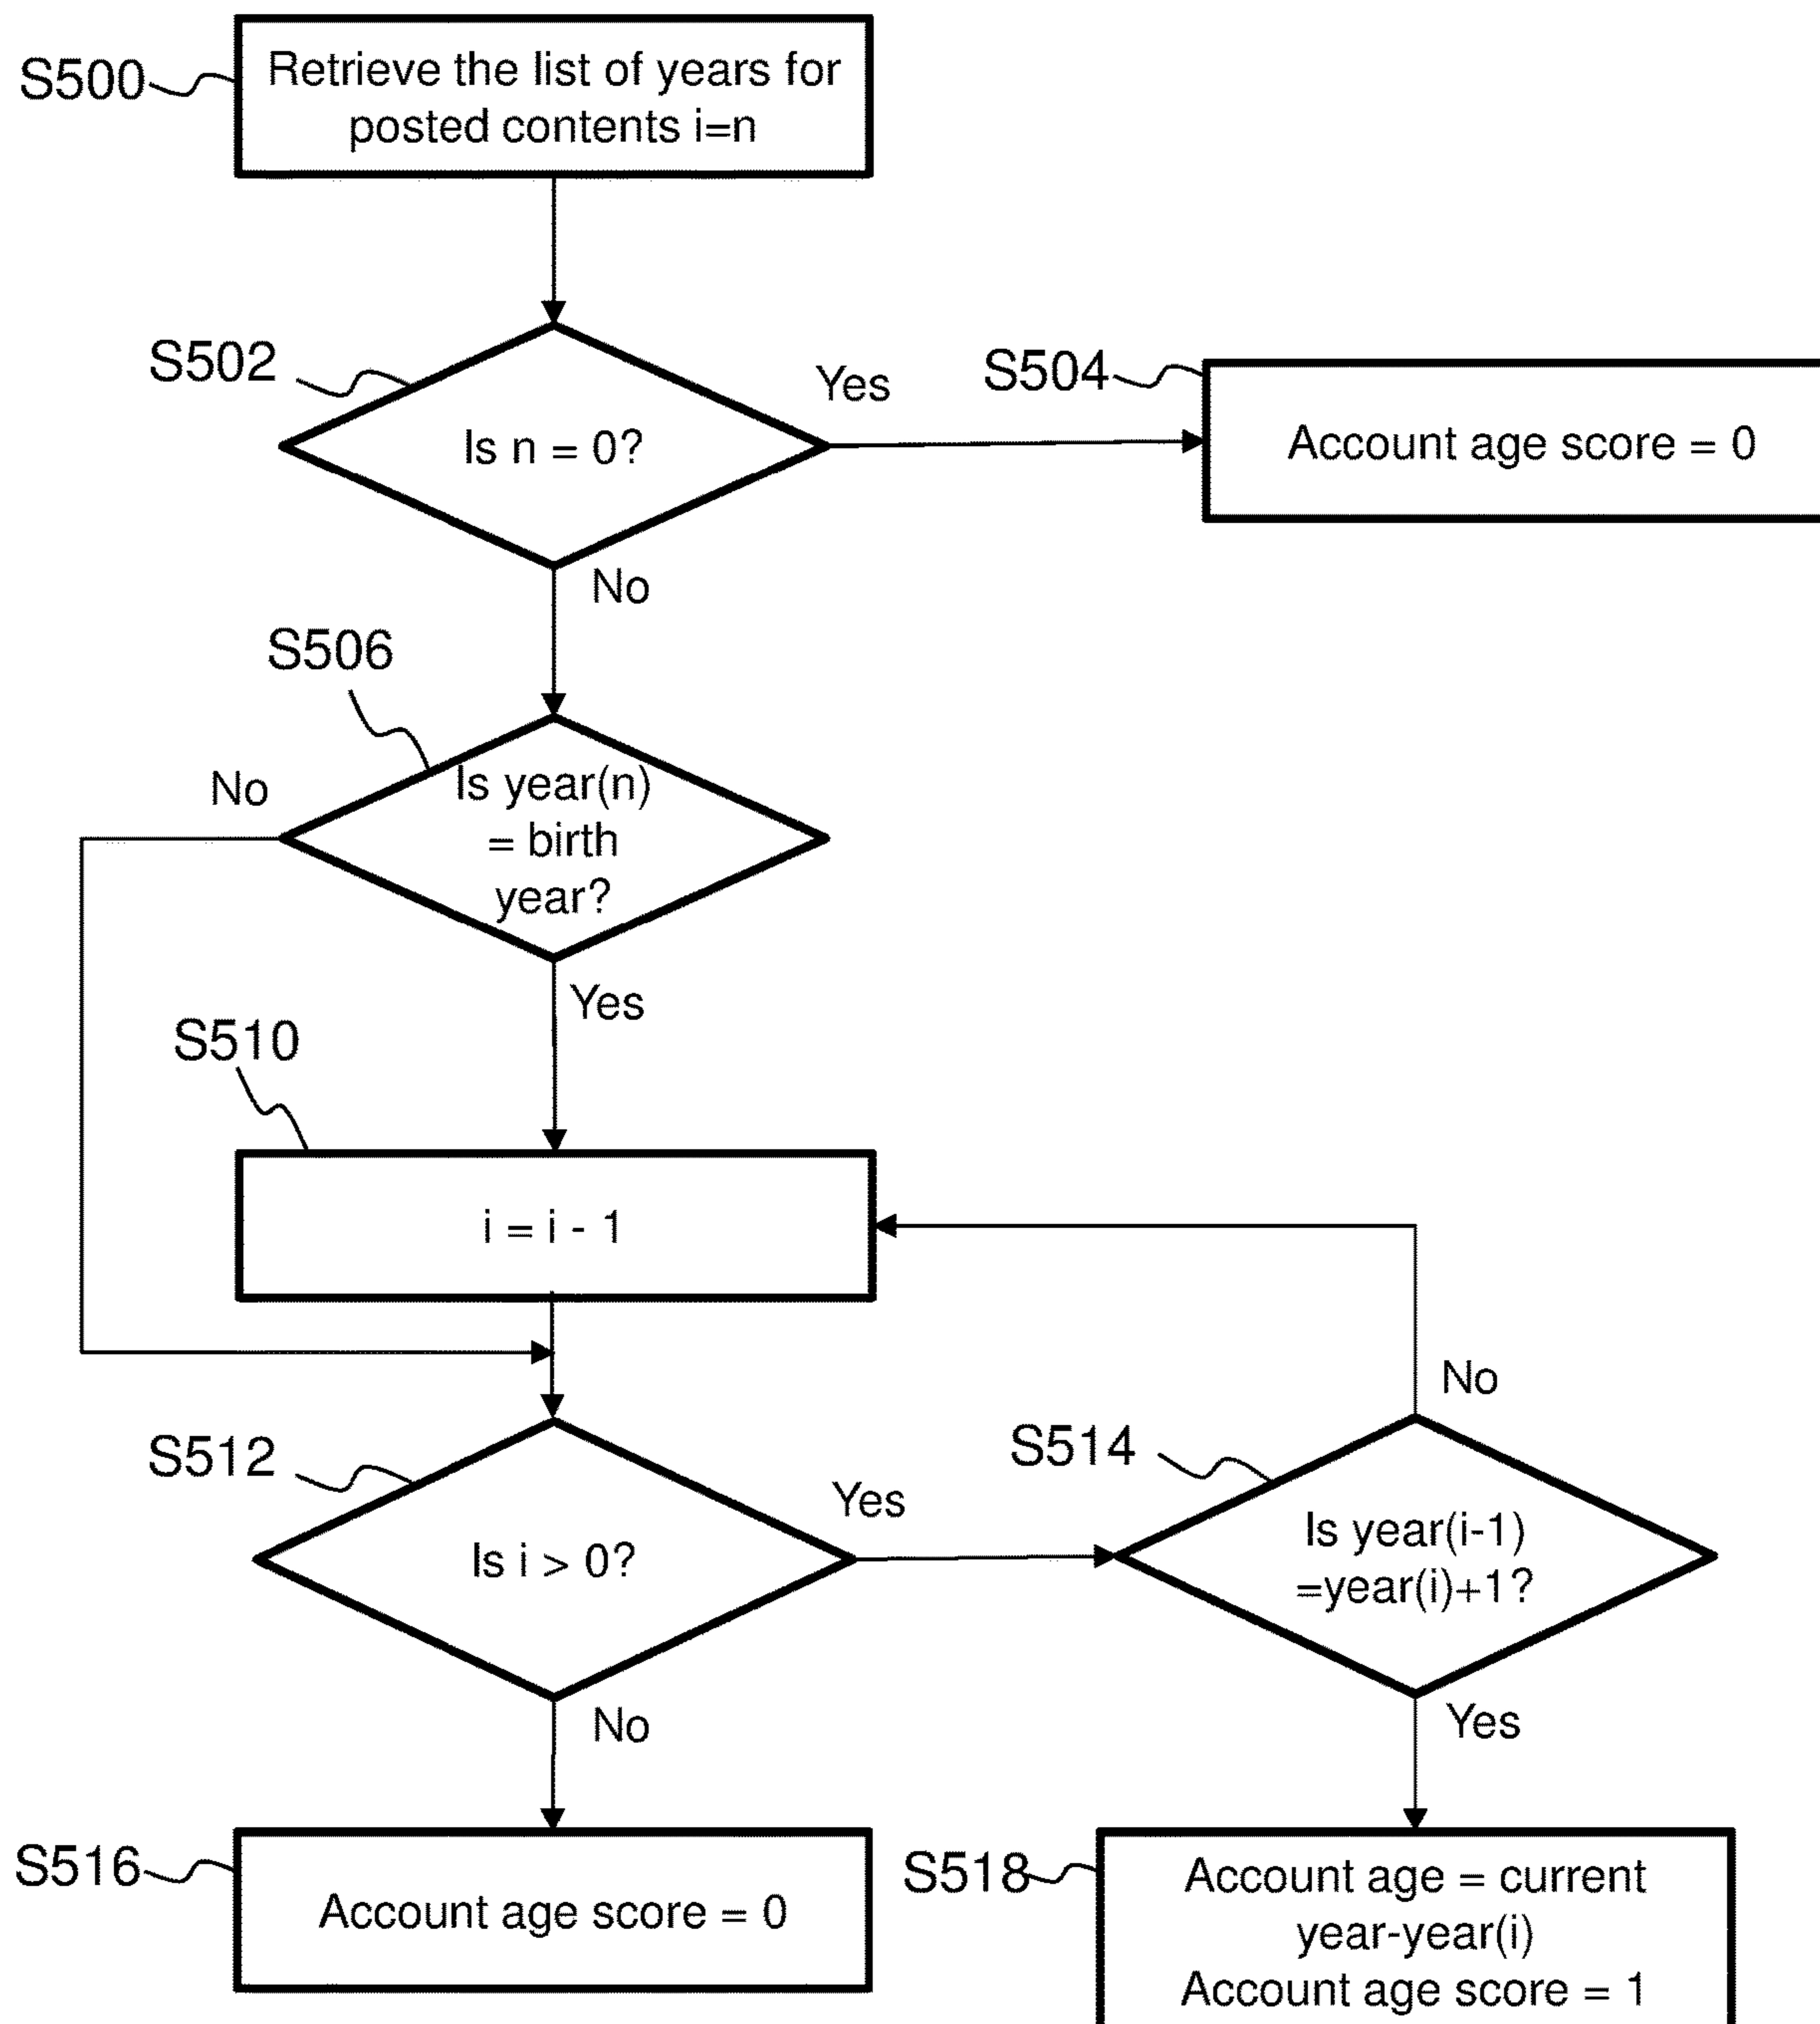 S500
Retrieve the list of years for
posted contents i=n
S502
Is n = 0?
Yes
S504
Account age score = 0
No
S506
No
Is year(n)
= birth
year?
Yes
S510
i = i - 1
No
S512
Is i > 0?
Yes
S514
Is year(i-1)
=year(i)+1?
No
Yes
S516
Account age score = 0
S518
Account age = current
year-year(i)
Account age score = 1